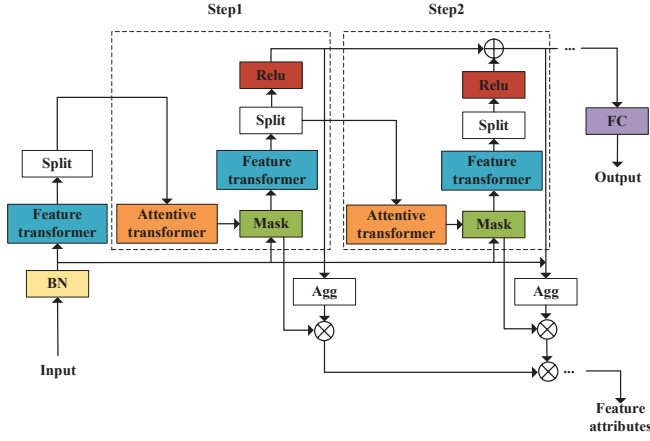 Step1
Step2
Relu
Relu
Split
Split
FC
Split
Feature
transformer
Feature
transformer
Output
Feature
transformer
Attentive
transformer
Mask
Attentive
transformer
Mask
BN
Agg
Agg
Input
...
...
Feature
attributes